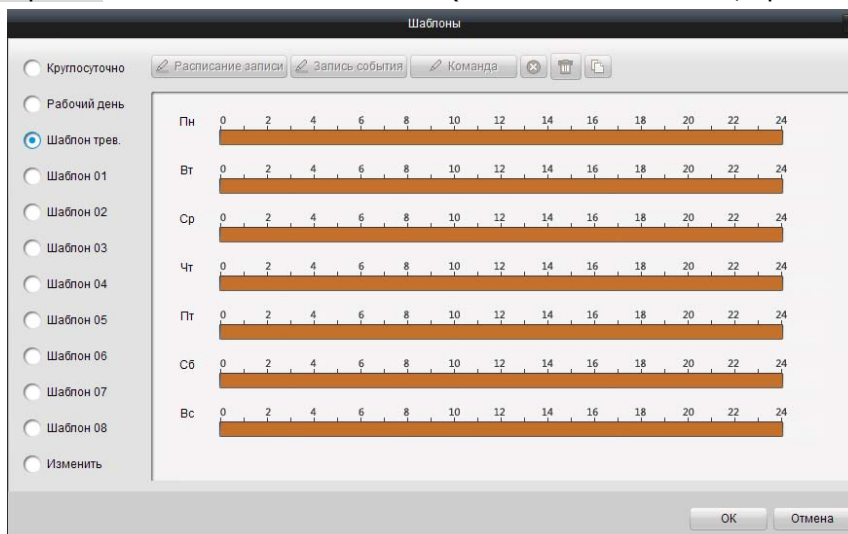 Шаблоны
Круглосуточно
Рабочий день
Шаблон трев.
Шаблон 01
Шаблон 02
Шаблон 03
Шаблон 04
Шаблон 05
Шаблон 06
Шаблон 07
Шаблон 08
Изменить
Расписание записи Запись события Команда
Пн 0 2 4 6 8 10 12 14 16 18 20 22 24
Вт 0 2 4 6 8 10 12 14 16 18 20 22 24
Ср 0 2 4 6 8 10 12 14 16 18 20 22 24
Чт 0 2 4 6 8 10 12 14 16 18 20 22 24
Пт 0 2 4 6 8 10 12 14 16 18 20 22 24
Сб 0 2 4 6 8 10 12 14 16 18 20 22 24
Вс 0 2 4 6 8 10 12 14 16 18 20 22 24
OK Отмена